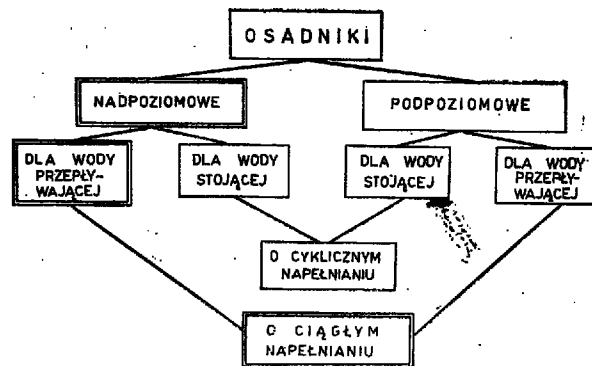 OSADNIKI
NADPOZIOMOWE
PODPOZIOMOWE
DLA WODY
PRZEPŁY-
WAJĄCEJ
DLA WODY
STOJĄCEJ
DLA WODY
STOJĄCEJ
DLA WODY
PRZEPŁY-
WAJĄCEJ
O CYKLICZNYM
NAPEŁNIANIU
O CIĄGŁYM
NAPEŁNIANIU